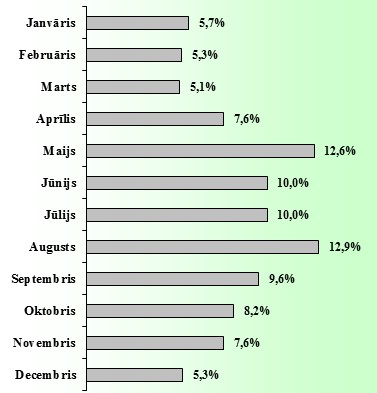 Janvāris 5,7%
Februāris 5,3%
Marts 5,1%
Aprīlis 7,6%
Maijs 12,6%
Jūnijs 10,0%
Jūlijs 10,0%
Augusts 12,9%
Septembris 9,6%
Oktobris 8,2%
Novembris 7,6%
Decembris 5,3%